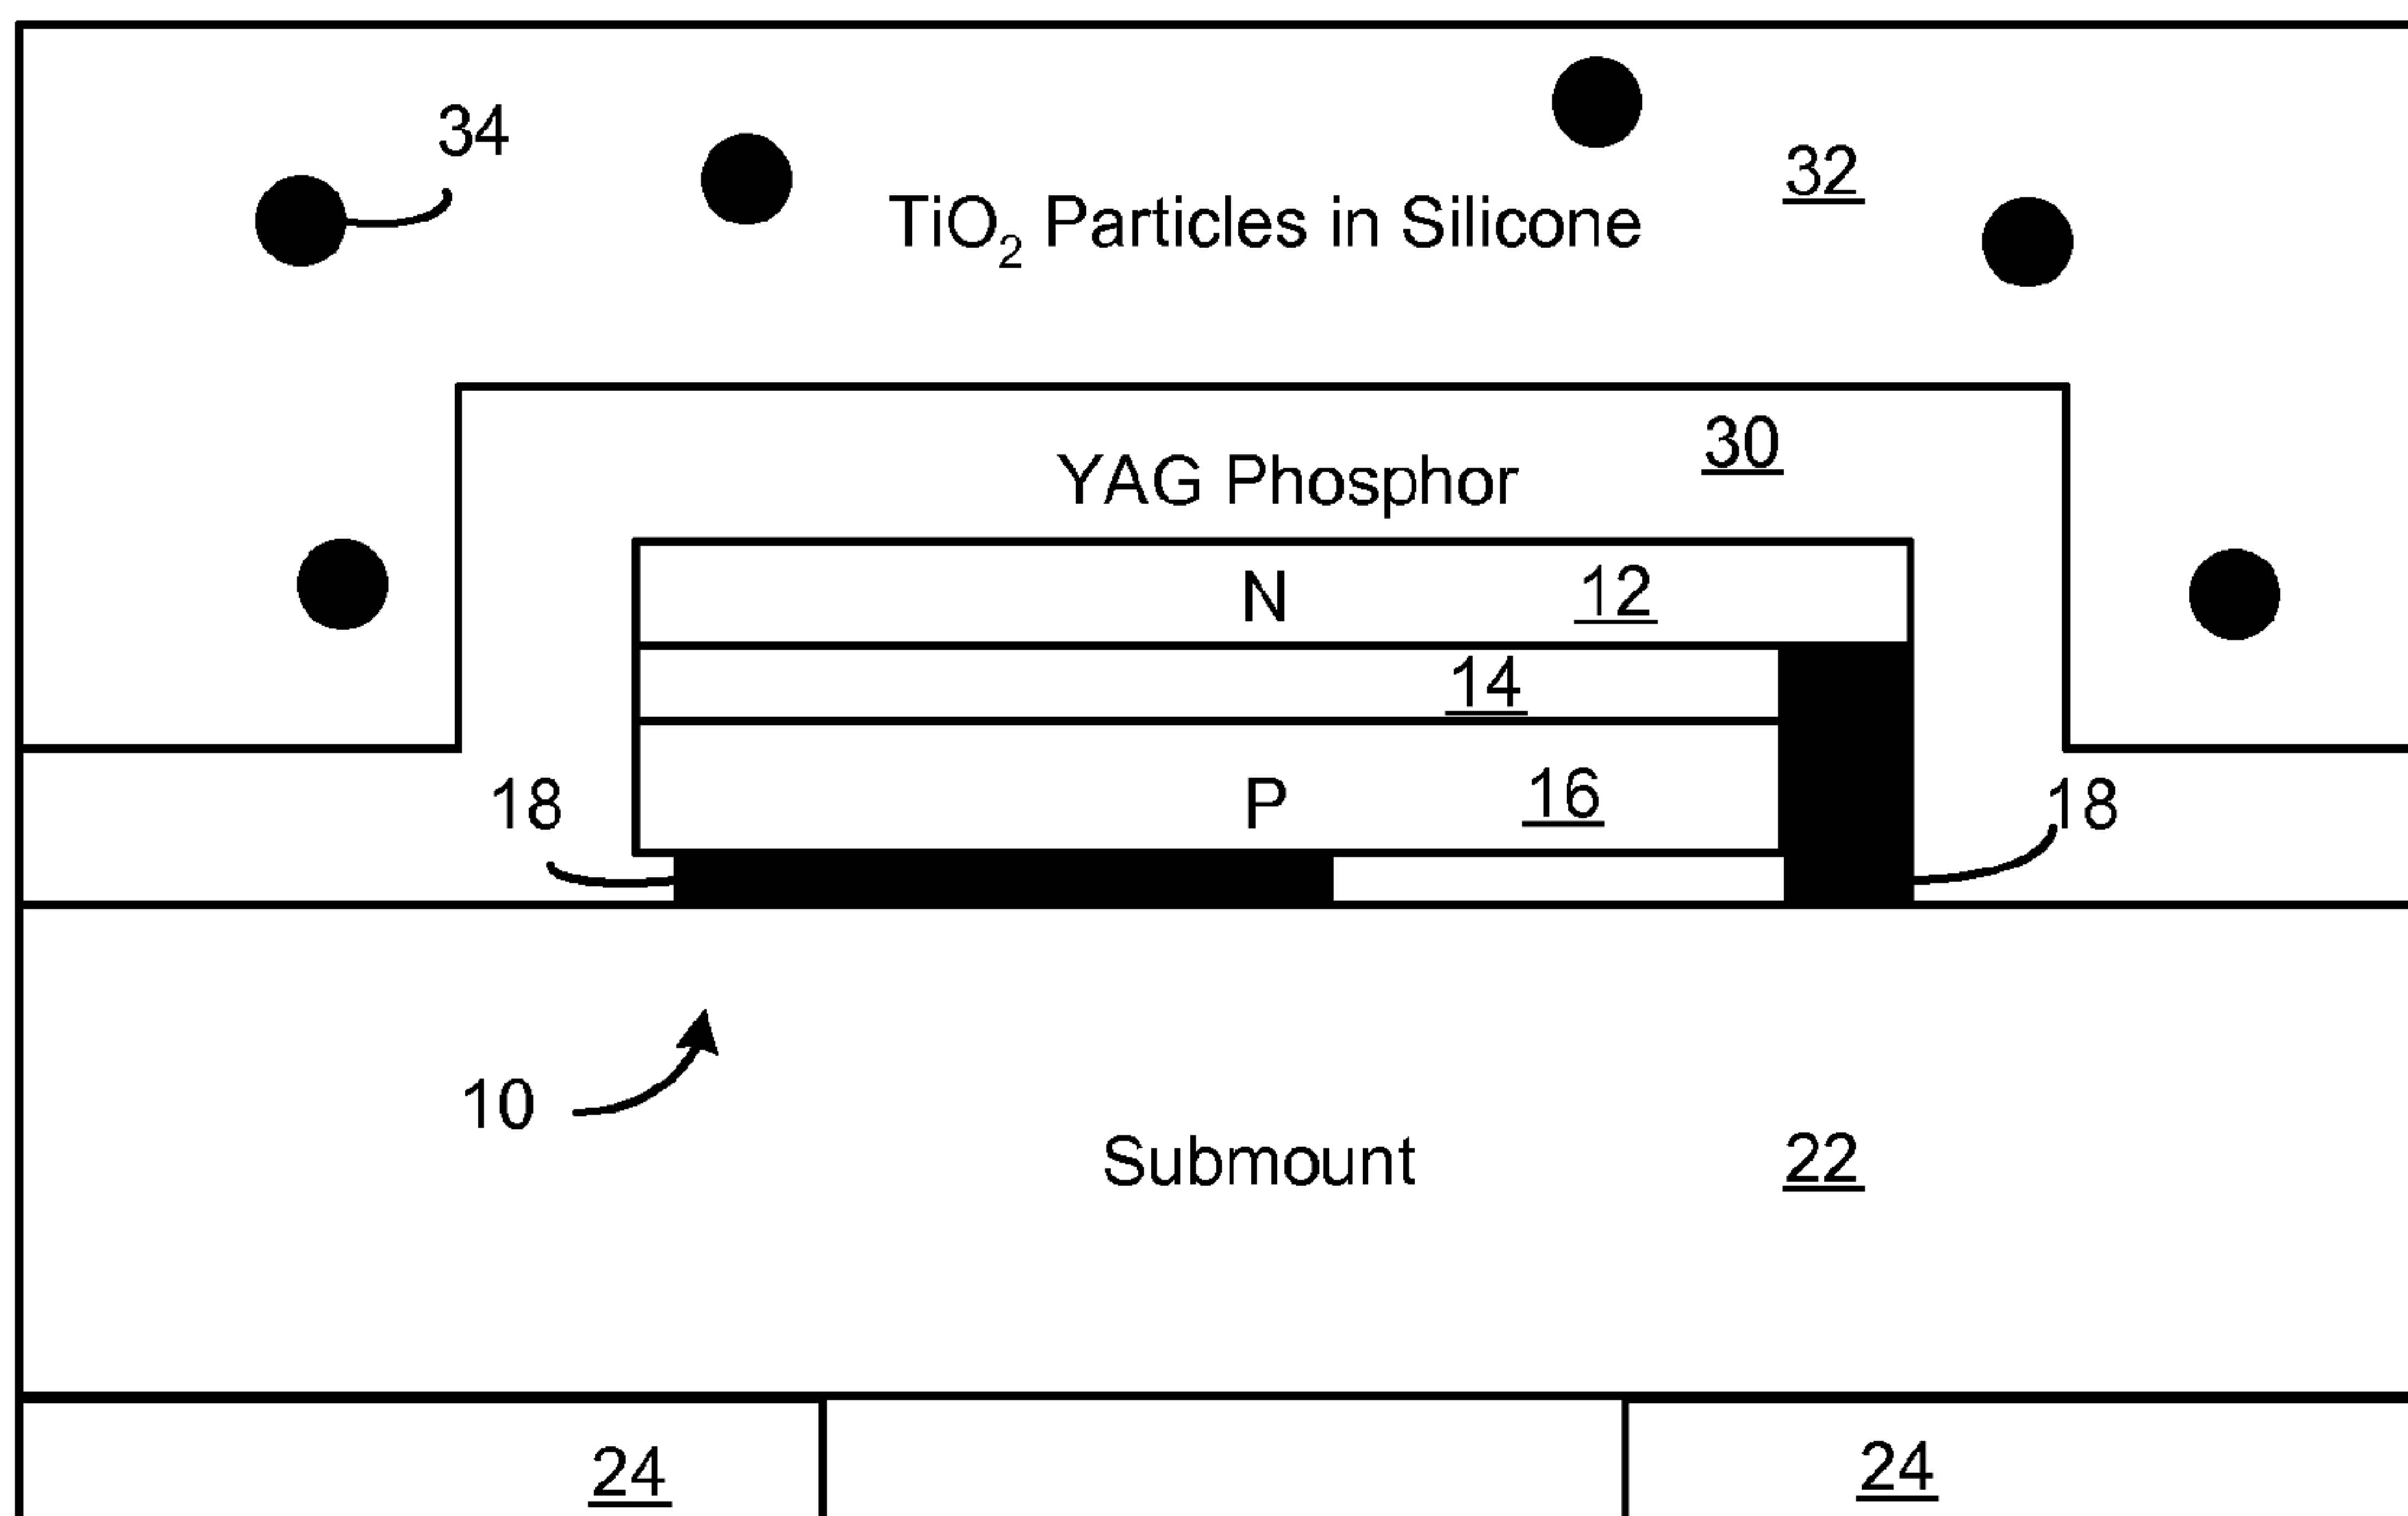 34
32
TiO₂ Particles in Silicone
30
YAG Phosphor
N 12
14
18 P 16 18
10
Submount 22
24 24